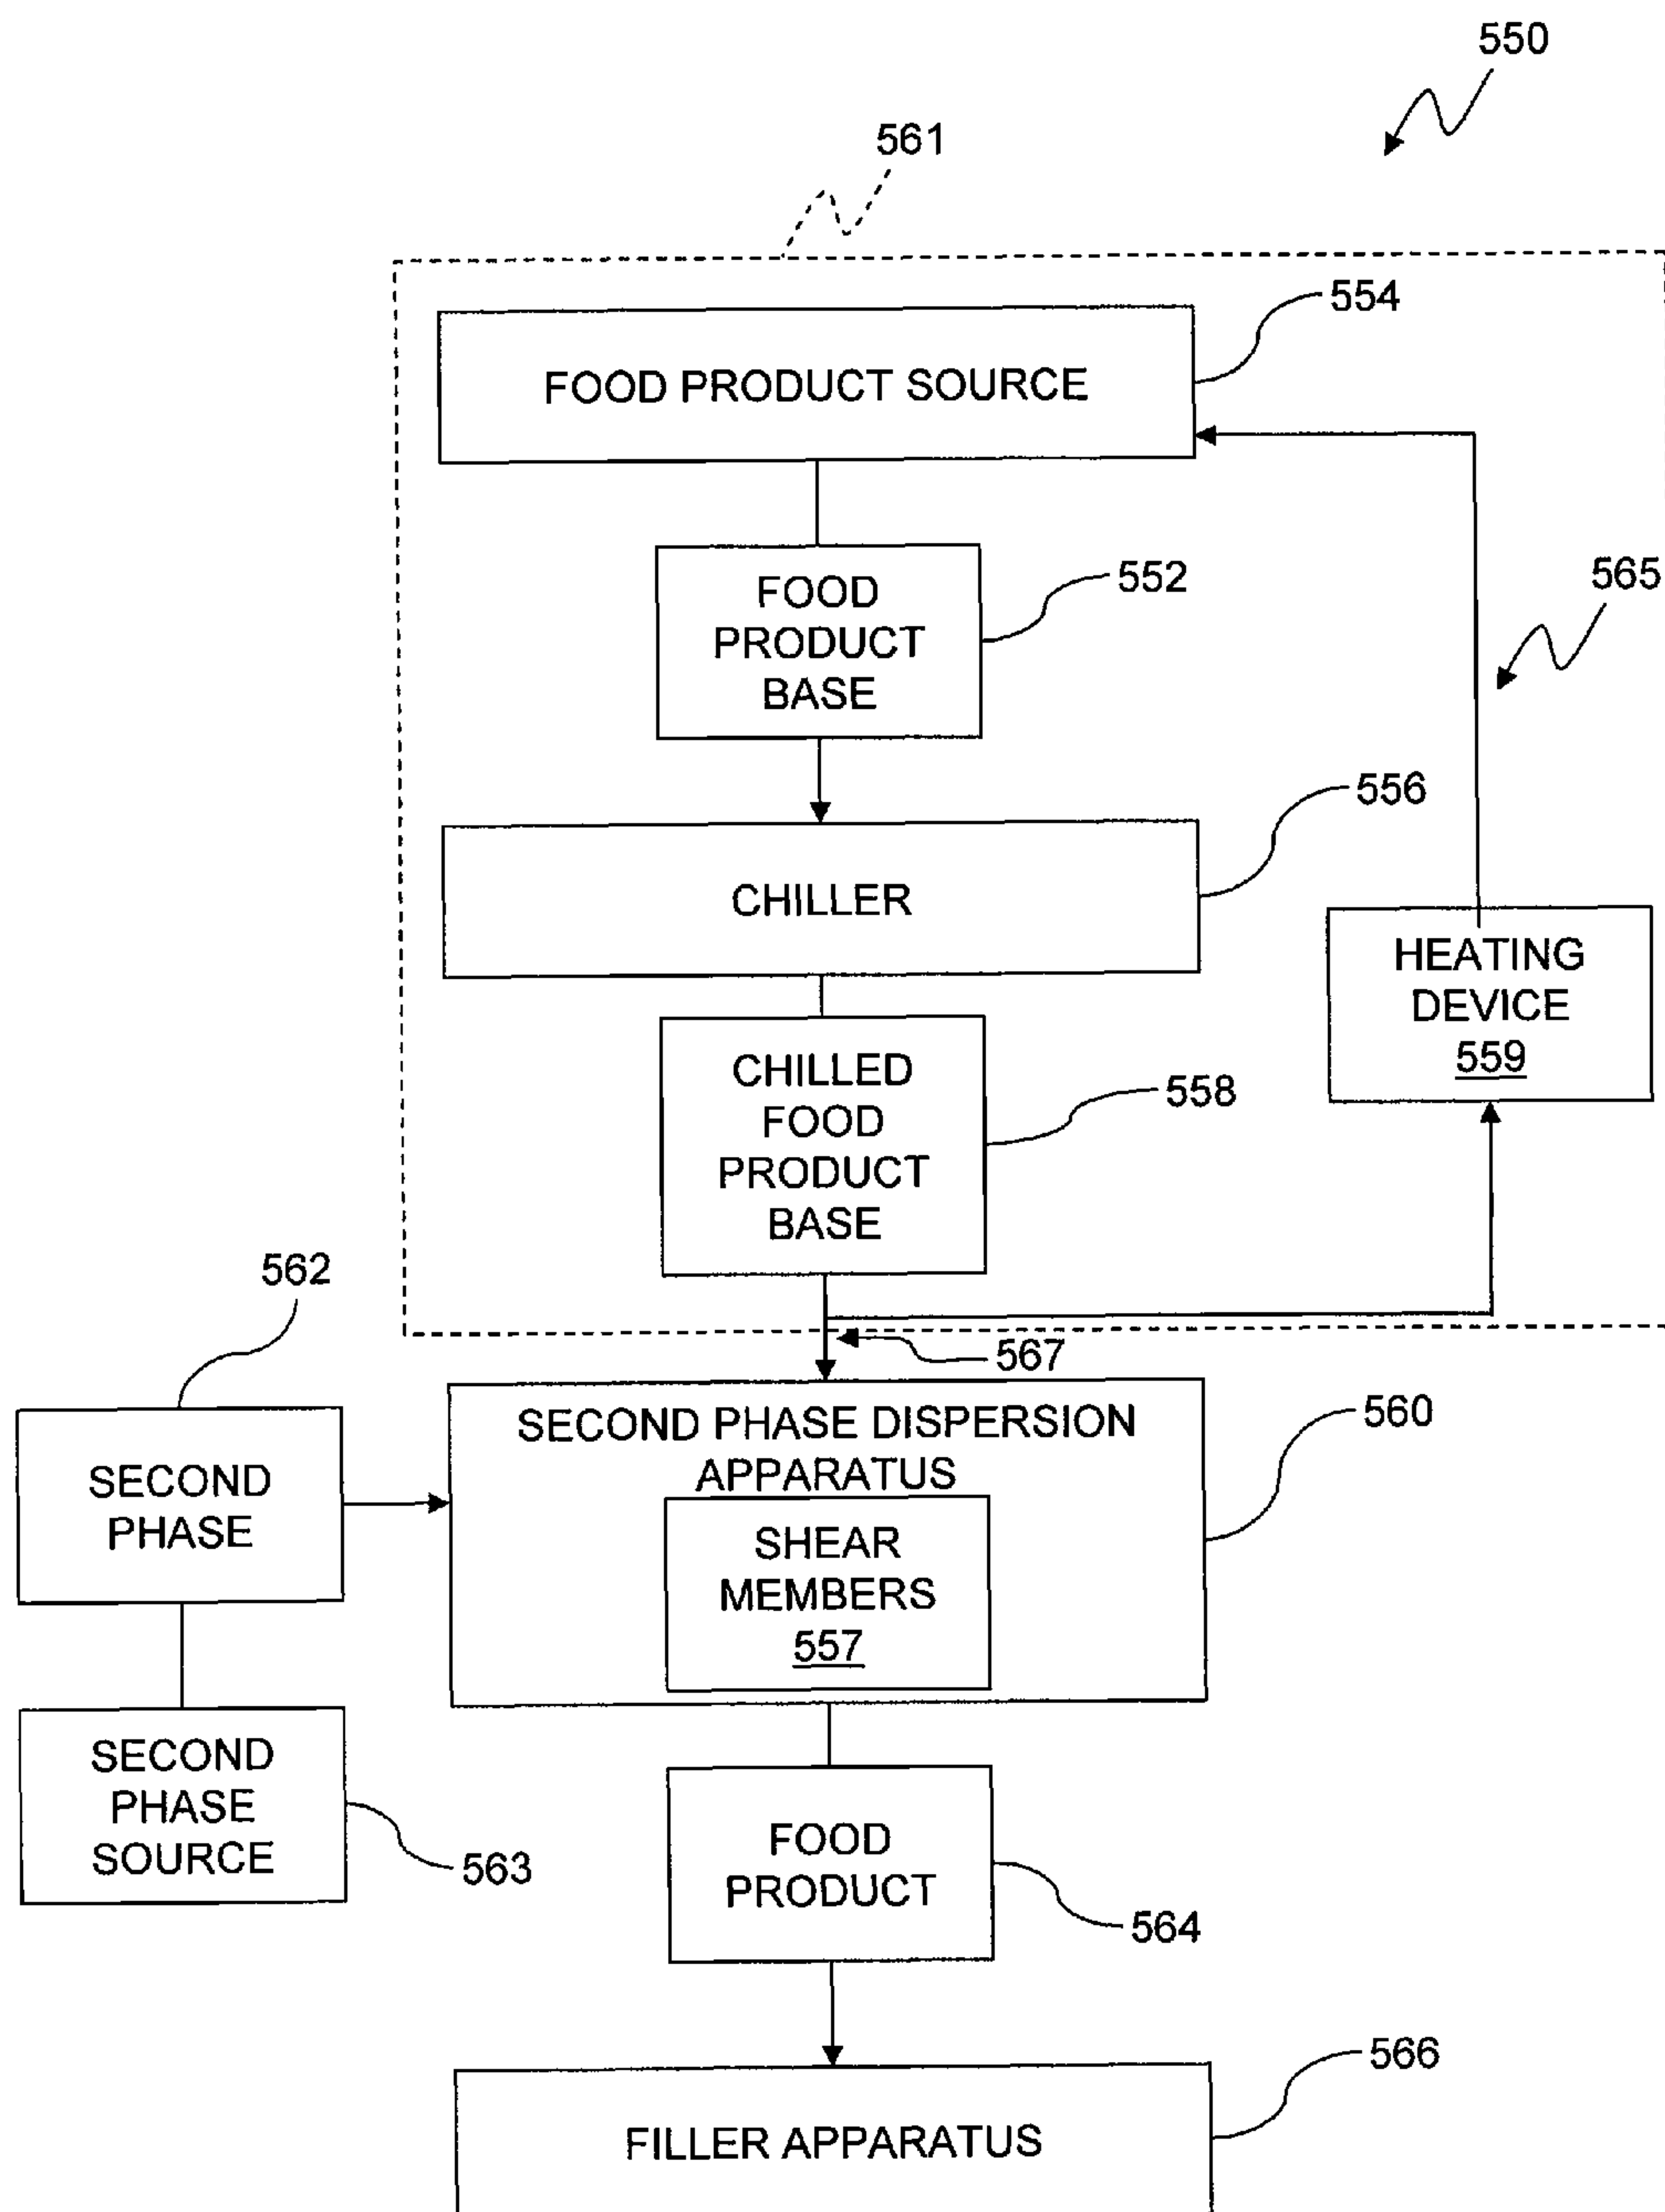 550
561
554
FOOD PRODUCT SOURCE
552
FOOD
PRODUCT
BASE
565
556
CHILLER
HEATING
DEVICE
559
CHILLED
FOOD
PRODUCT
BASE
558
562
567
SECOND PHASE DISPERSION
APPARATUS
560
SECOND
PHASE
SHEAR
MEMBERS
557
SECOND
PHASE
SOURCE
563
FOOD
PRODUCT
564
566
FILLER APPARATUS